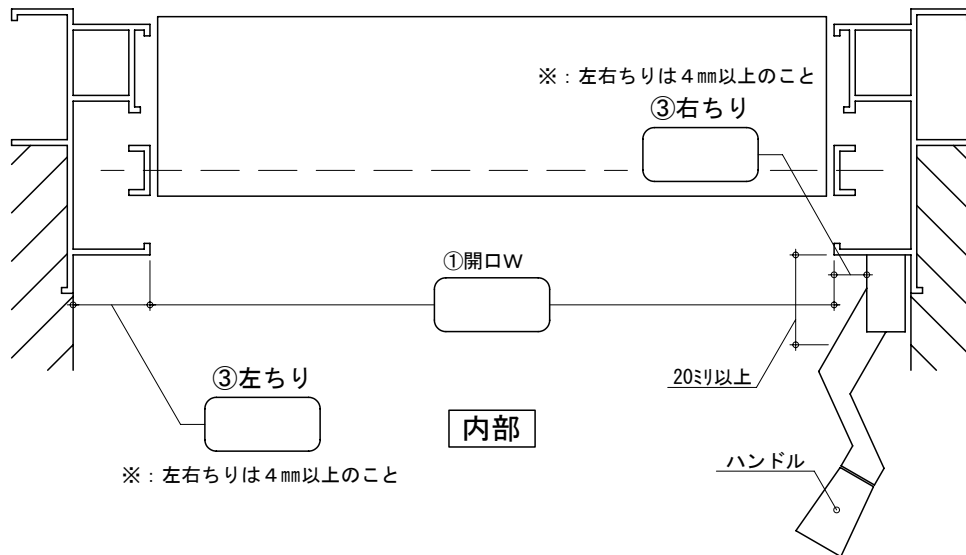 ※：左右ちりは４㎜以上のこと
③右ちり
①開口Ｗ
20ﾐﾘ以上
③左ちり
内部
※：左右ちりは４㎜以上のこと
ハンドル